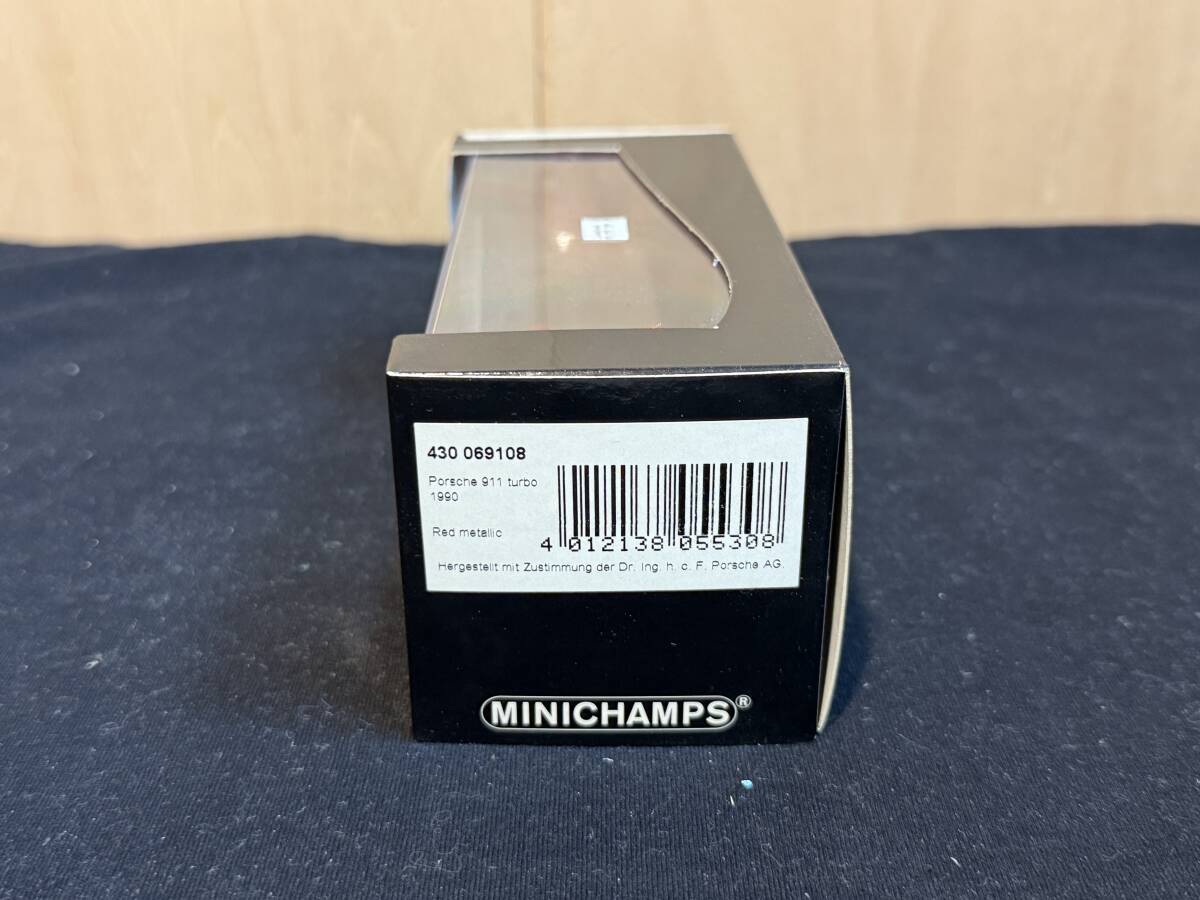 430 069108
Porsche 911 turbo
1990
Red metallic
4 012138 055308
Hergestellt mit Zustimmung der Dr. Ing. h. c. F. Porsche AG.
MINICHAMPS®